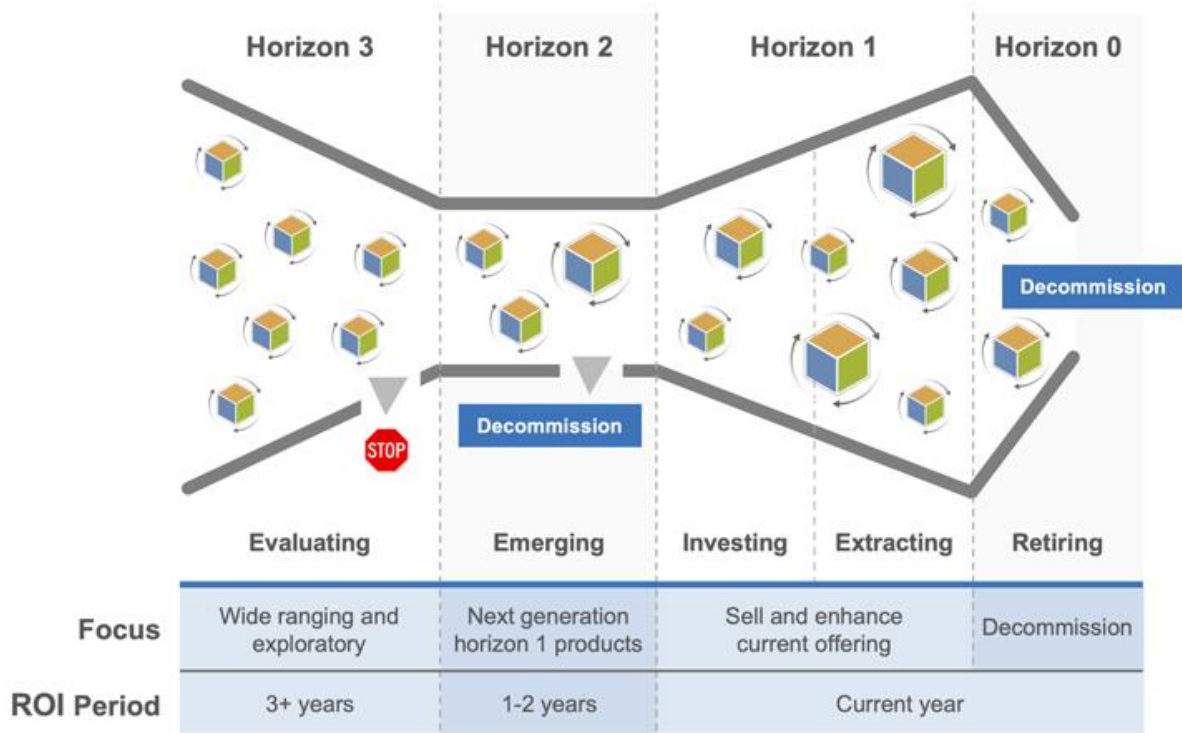 Horizon 3
Horizon 2
Horizon 1
Horizon 0
Decommission
Decommission
STOP
Evaluating
Emerging
Investing
Extracting
Retiring
Focus
Wide ranging and
exploratory
Next generation
horizon 1 products
Sell and enhance
current offering
Decommission
ROI Period
3+ years
1-2 years
Current year